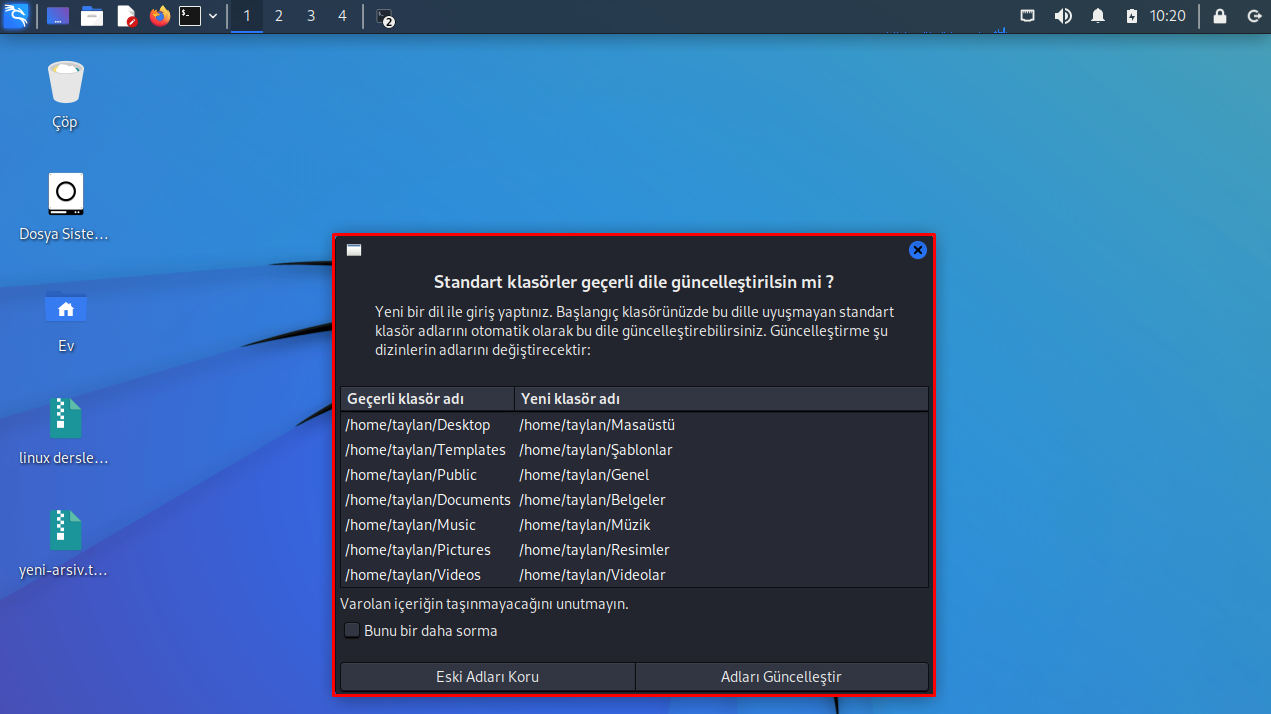 1 2 3 4 2 10:20
Çöp
Dosya Siste...
Ev
linux dersle...
yeni-arsiv.t...
Standart klasörler geçerli dile güncelleştirilsin mi ?
Yeni bir dil ile giriş yaptınız. Başlangıç klasörünüzde bu dille uyuşmayan standart
klasör adlarını otomatik olarak bu dile güncelleştirebilirsiniz. Güncelleştirme şu
dizinlerin adlarını değiştirecektir:
Geçerli klasör adı Yeni klasör adı
/home/taylan/Desktop /home/taylan/Masaüstü
/home/taylan/Templates /home/taylan/Şablonlar
/home/taylan/Public /home/taylan/Genel
/home/taylan/Documents /home/taylan/Belgeler
/home/taylan/Music /home/taylan/Müzik
/home/taylan/Pictures /home/taylan/Resimler
/home/taylan/Videos /home/taylan/Videolar
Varolan içeriğin taşınmayacağını unutmayın.
Bunu bir daha sorma
Eski Adları Koru Adları Güncelleştir